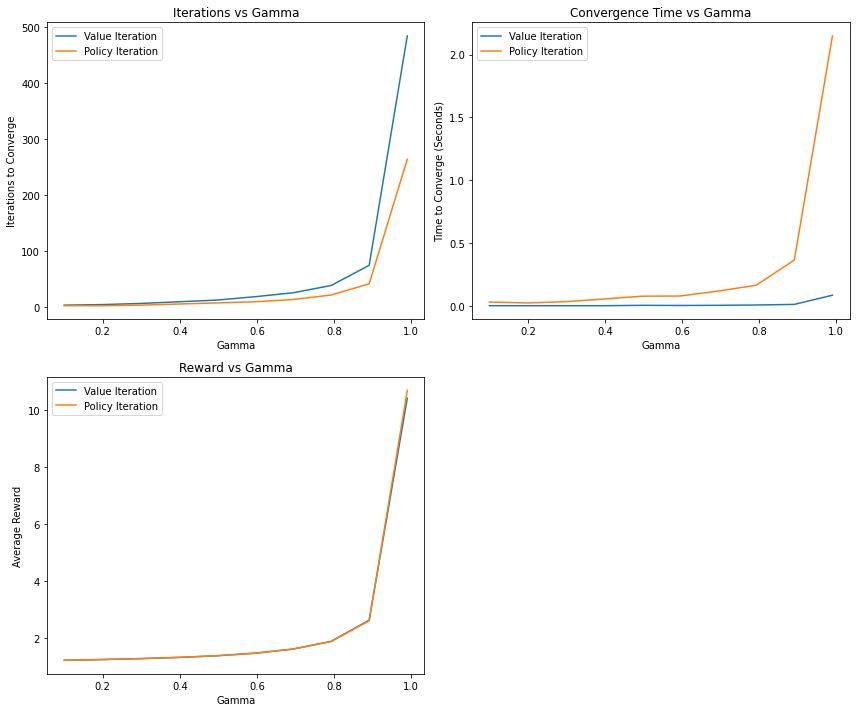 Iterations vs Gamma
Value Iteration
Policy Iteration
Iterations to Converge
500
400
300
200
100
0
0.2 0.4 0.6 0.8 1.0
Gamma
Convergence Time vs Gamma
Value Iteration
Policy Iteration
Time to Converge (Seconds)
2.0
1.5
1.0
0.5
0.0
0.2 0.4 0.6 0.8 1.0
Gamma
Reward vs Gamma
Value Iteration
Policy Iteration
Average Reward
10
8
6
4
2
0.2 0.4 0.6 0.8 1.0
Gamma